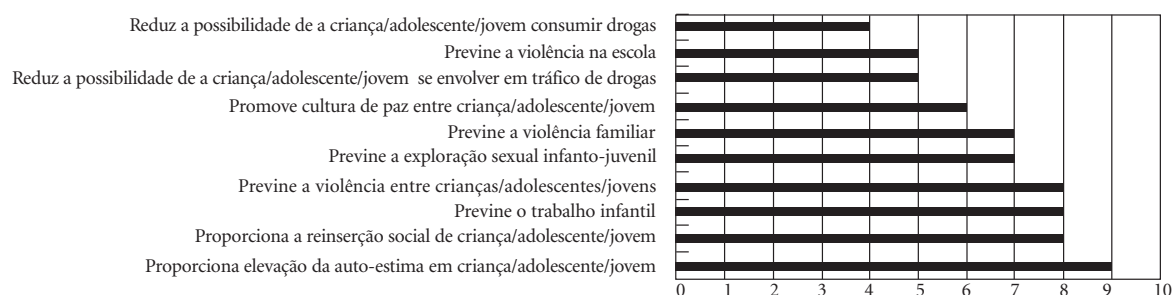 Reduz a possibilidade de a criança/adolescente/jovem consumir drogas
Previne a violência na escola
Reduz a possibilidade de a criança/adolescente/jovem se envolver em tráfico de drogas
Promove cultura de paz entre criança/adolescente/jovem
Previne a violência familiar
Previne a exploração sexual infanto-juvenil
Previne a violência entre crianças/adolescentes/jovens
Previne o trabalho infantil
Proporciona a reinserção social de criança/adolescente/jovem
Proporciona elevação da auto-estima em criança/adolescente/jovem
0 1 2 3 4 5 6 7 8 9 10